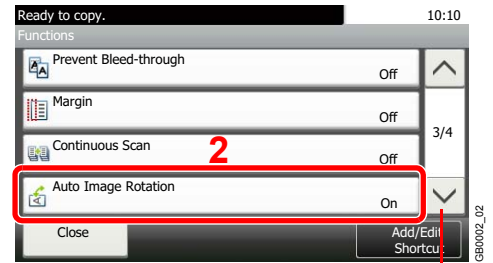 Ready to copy. 10:10
Functions
Prevent Bleed-through
Off
Margin
Off
3/4
Continuous Scan
2
Off
Auto Image Rotation
On
Close
Add/Edit
Shortcut
GB0002_02